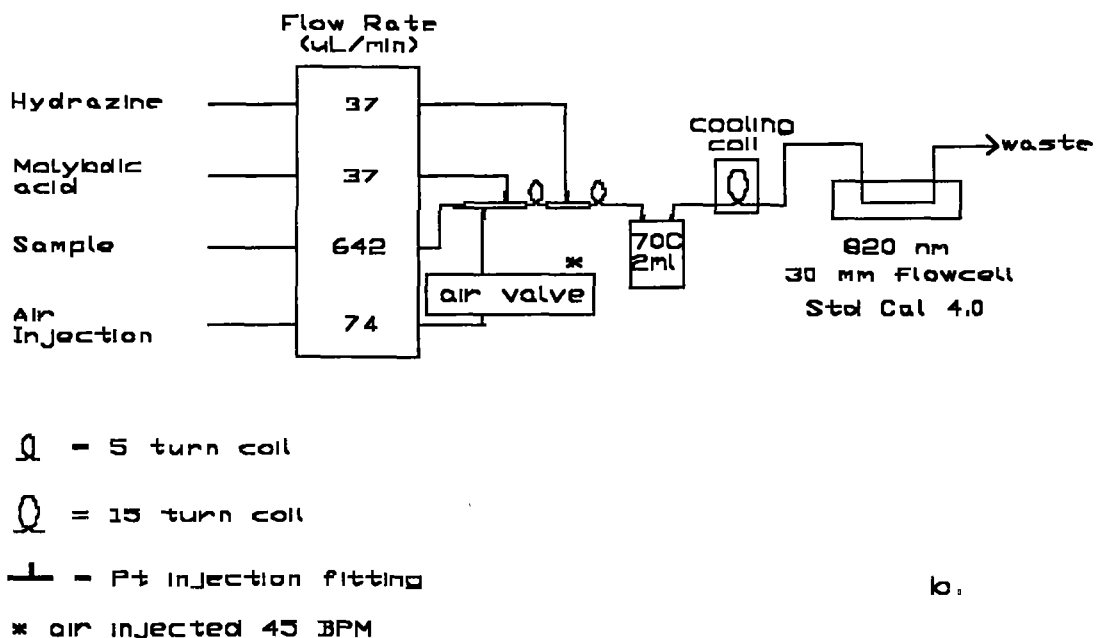 Flow Rate
(uL/min)
Hydrazine
37
Molybdic
acid
37
Sample
642
Air
Injection
74
*
air valve
70C
2ml
cooling
coil
waste
820 nm
30 mm Flowcell
Std Cal 4.0
= 5 turn coil
= 15 turn coil
= Pt injection fitting
* air injected 45 BPM
b.